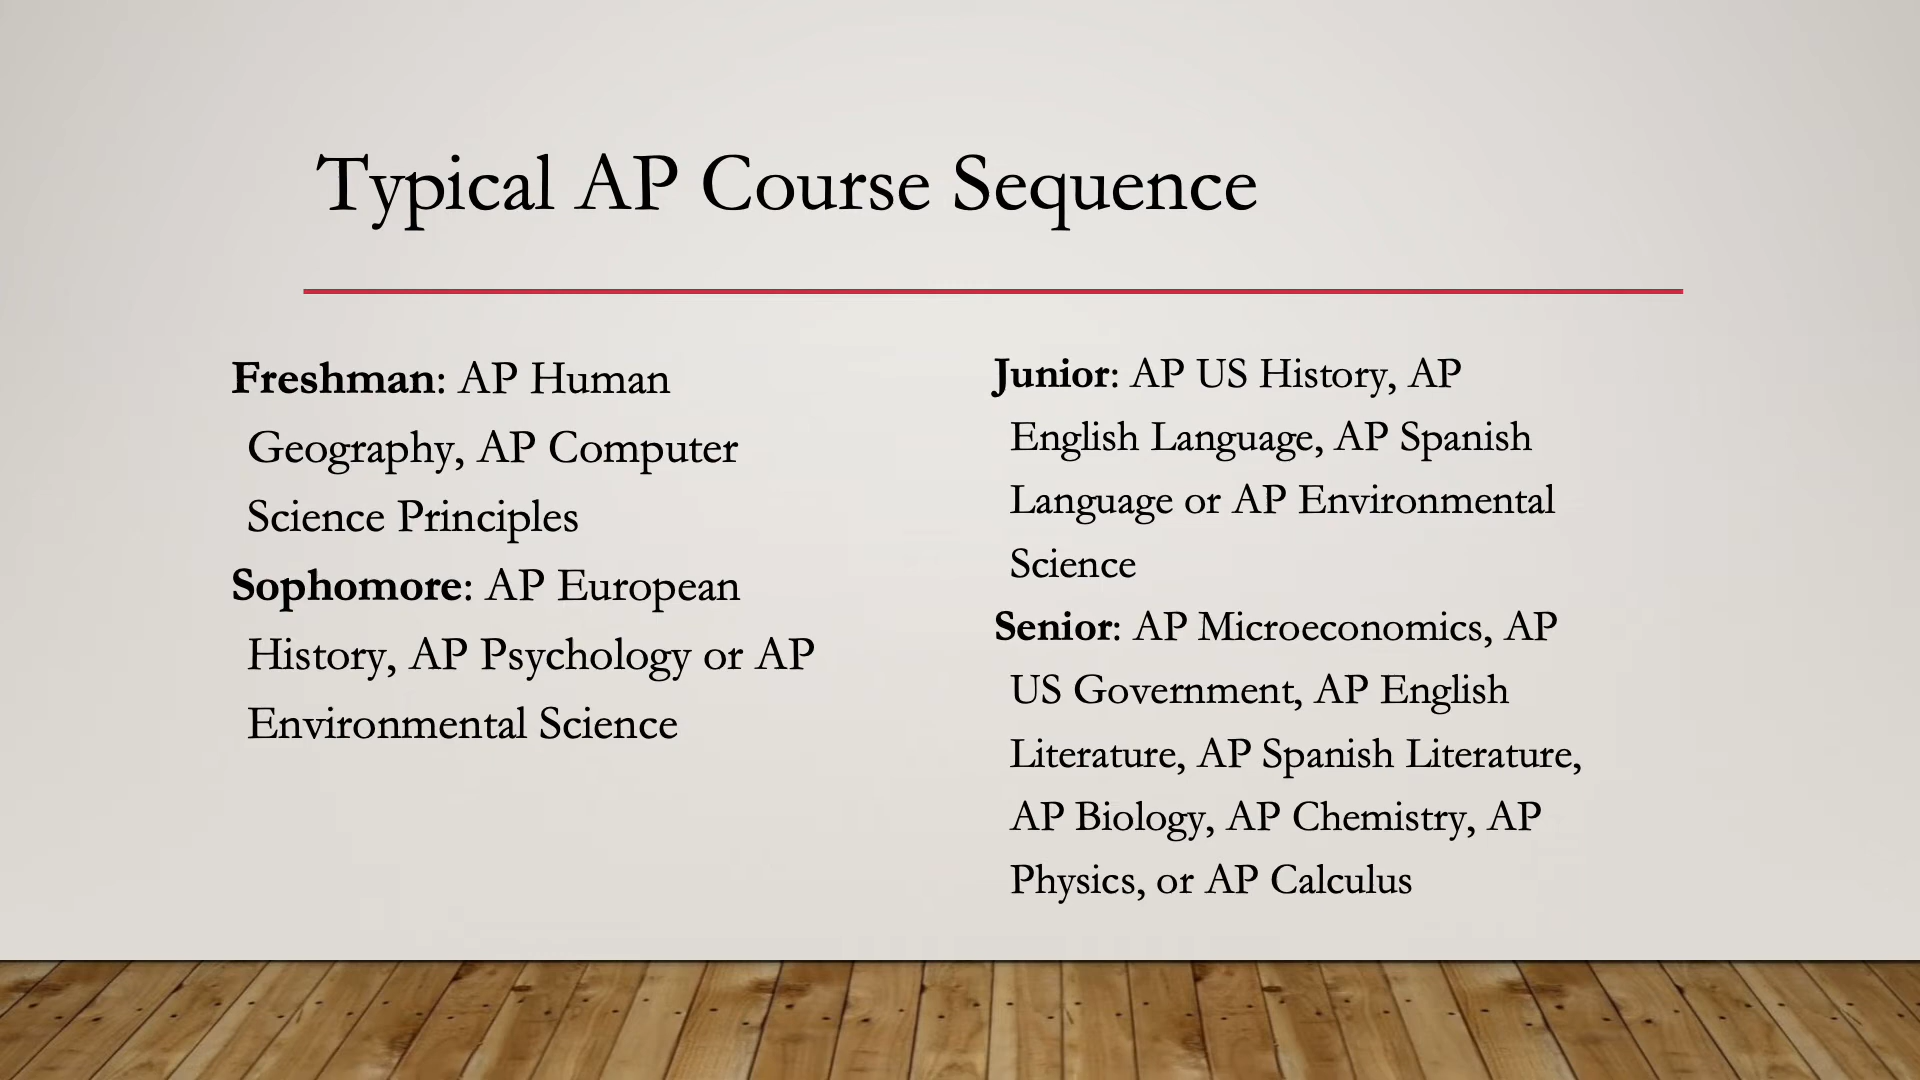 Typical AP Course Sequence
Freshman: AP Human
Geography, AP Computer
Science Principles
Sophomore: AP European
History, AP Psychology or AP
Environmental Science
Junior: AP US History, AP
English Language, AP Spanish
Language or AP Environmental
Science
Senior: AP Microeconomics, AP
US Government, AP English
Literature, AP Spanish Literature,
AP Biology, AP Chemistry, AP
Physics, or AP Calculus